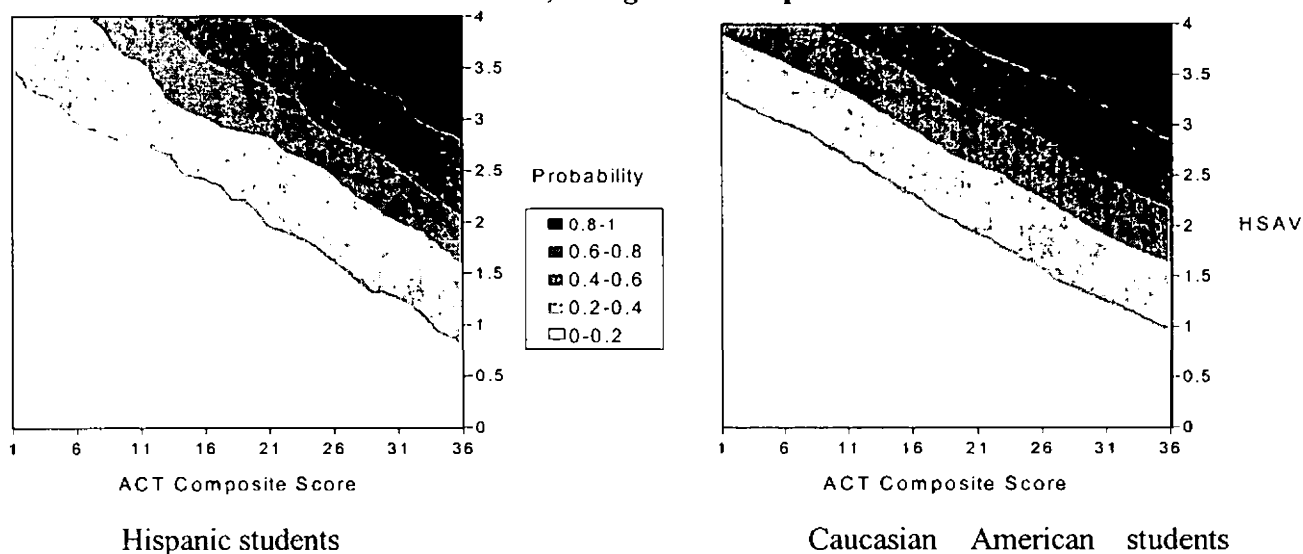 4
3.5
3
2.5
2
1.5
1
0.5
0
1 6 11 16 21 26 31 36
ACT Composite Score
Hispanic students
Probability
0.8-1
0.6-0.8
0.4-0.6
0.2-0.4
0-0.2
4
3.5
3
2.5
2
1.5
1
0.5
0
HSAV
1 6 11 16 21 26 31 36
ACT Composite Score
Caucasian American students